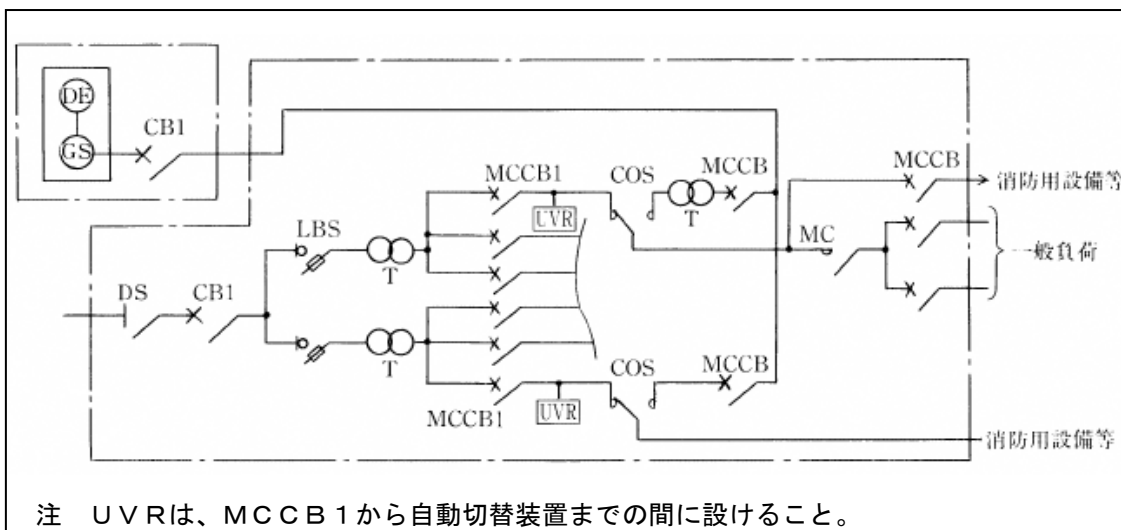 DE
GS
CB1
MCCB1
COS
MCCB
MCCB
消防用設備等
UVR
T
LBS
MC
一般負荷
T
DS
CB1
COS
MCCB
T
MCCB1
UVR
消防用設備等
注 UVRは、MCCB1から自動切替装置までの間に設けること。